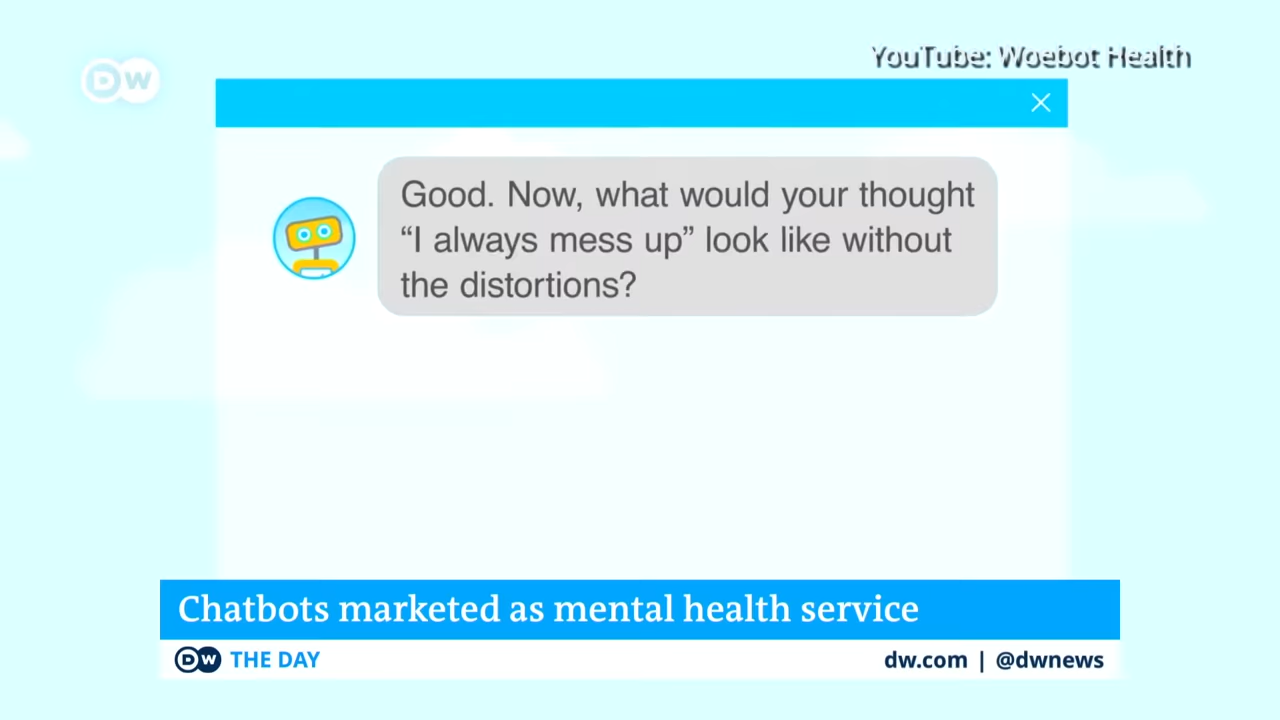 YouTube: Woebot Health
DW
Good. Now, what would your thought
“I always mess up” look like without
the distortions?
Chatbots marketed as mental health service
DW THE DAY
dw.com | @dwnews